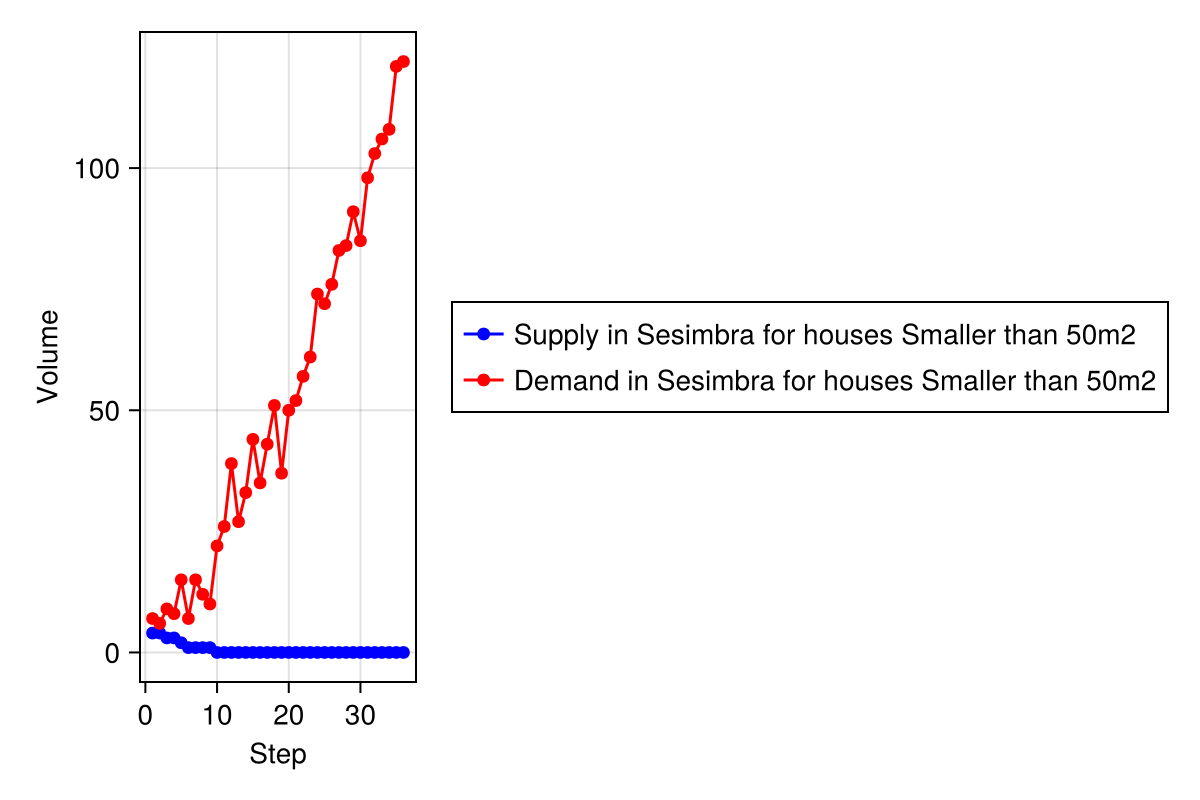 Volume
100
50
0
0 10 20 30
Step
Supply in Sesimbra for houses Smaller than 50m2
Demand in Sesimbra for houses Smaller than 50m2